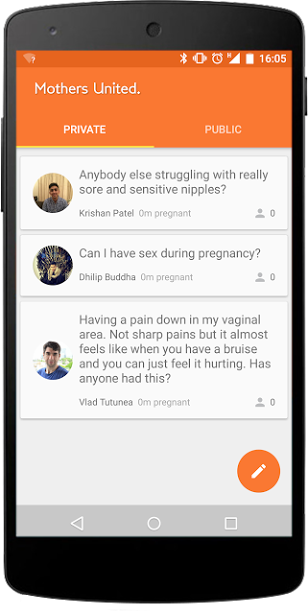 16:05
Mothers United.
PRIVATE PUBLIC
Anybody else struggling with really
sore and sensitive nipples?
Krishan Patel 0m pregnant 0
Can I have sex during pregnancy?
Dhilip Buddha 0m pregnant 0
Having a pain down in my vaginal
area. Not sharp pains but it almost
feels like when you have a bruise
and you can just feel it hurting. Has
anyone had this?
Vlad Tutunea 0m pregnant 0